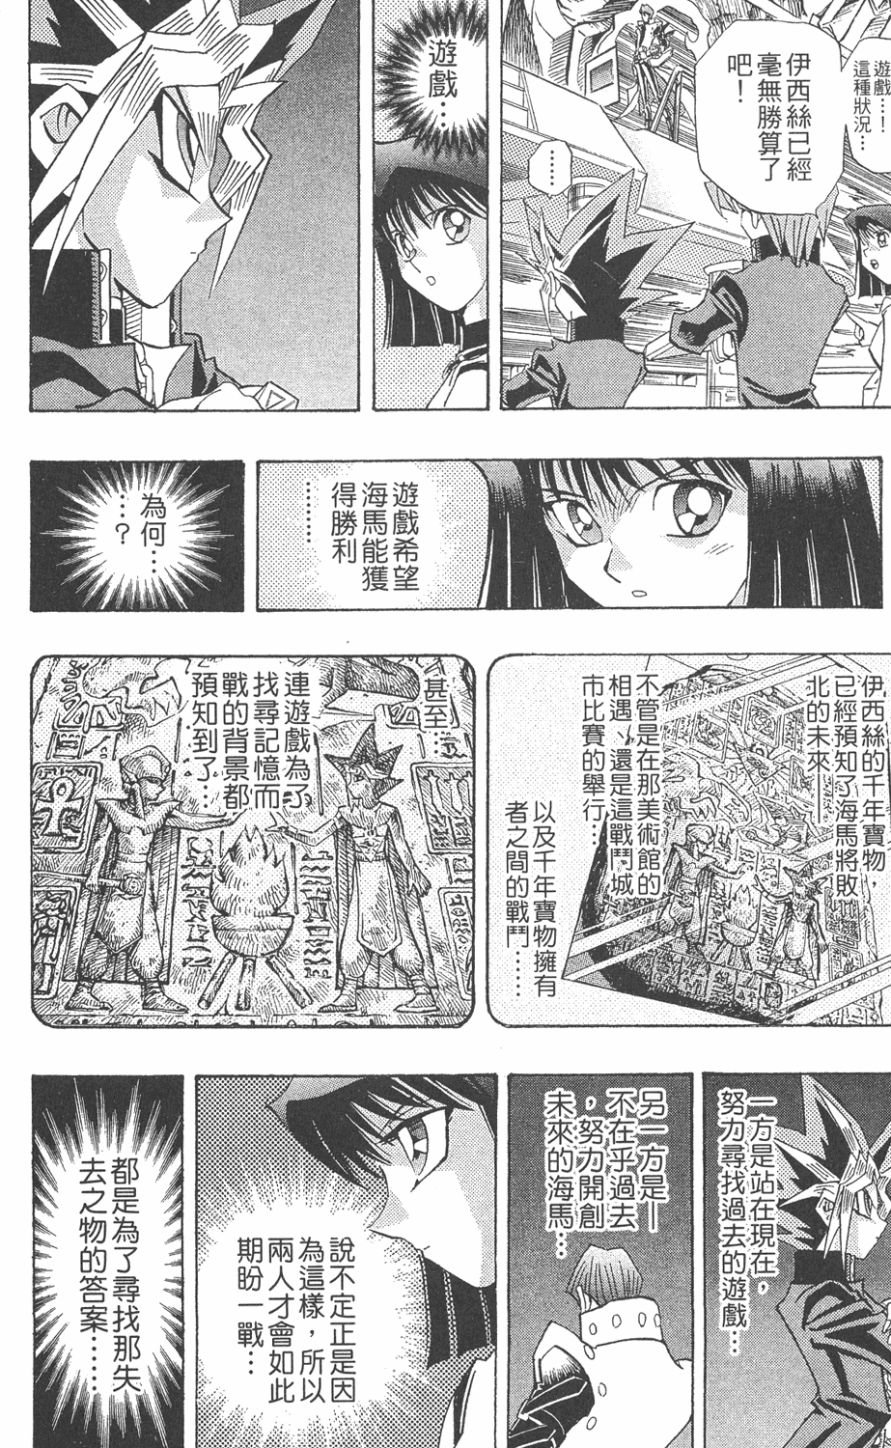 遊戲…!
這種狀況…
伊西絲已經
毫無勝算了
吧!
……
遊戲…
遊戲希望
海馬能獲
得勝利
………
為何…
…?
伊西絲的千年寶物,
已經預知了海馬將敗
北的未來
不管是在那美術館的
相遇、還是這戰鬥城
市比賽的舉行…
以及千年寶物擁有
者之間的戰鬥……
甚至…
連遊戲為了
找尋記憶而
戰的背景都
預知到了…
一方是站在現在,
努力尋找過去的遊戲…
另一方是—
不在乎過去
,努力開創
未來的海馬…
說不定正是因
為這樣,所以
兩人才會如此
期盼一戰…
都是為了尋找那失
去之物的答案……